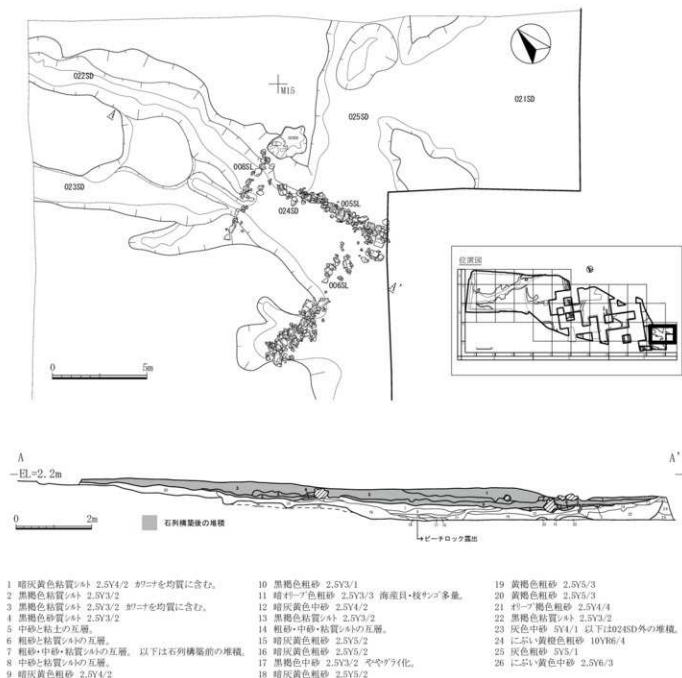 022SD
M15
025SD
021SD
008SL
023SD
005SL
024SD
006SL
A'
位置図
0 5m
A A'
EL=2.2m
0 2m
石列構築後の堆積
ビーチロック露出
1 暗灰黄色粘質シルト 2.5Y4/2 カワニナを均質に含む。
2 黒褐色粘質シルト 2.5Y3/2
3 黒褐色粘質シルト 2.5Y3/2 カワニナを均質に含む。
4 黒褐色砂質シルト 2.5Y3/2
5 中砂と粘土の互層。
6 粗砂と粘質シルトの互層。
7 粗砂・中砂・粘質シルトの互層。 以下は石列構築前の堆積。
8 中砂と粘質シルトの互層。
9 暗灰黄色粗砂 2.5Y4/2
10 黒褐色粗砂 2.5Y3/1
11 暗オリーブ色粗砂 2.5Y3/3 海産貝・枝サンゴ多量。
12 暗灰黄色中砂 2.5Y4/2
13 黒褐色粘質シルト 2.5Y3/2
14 粗砂・中砂・粘質シルトの互層。
15 暗灰黄色粗砂 2.5Y5/2
16 暗灰黄色粗砂 2.5Y5/2
17 黒褐色中砂 2.5Y3/2 ややグライ化。
18 暗灰黄色粗砂 2.5Y5/2
19 黄褐色粗砂 2.5Y5/3
20 黄褐色粗砂 2.5Y5/3
21 オリーブ褐色粗砂 2.5Y4/4
22 黒褐色粘質シルト 2.5Y3/2
23 灰色中砂 5Y4/1 以下は024SD外の堆積。
24 にぶい黄橙色粗砂 10YR6/4
25 灰色粗砂 5Y5/1
26 にぶい黄色中砂 2.5Y6/3